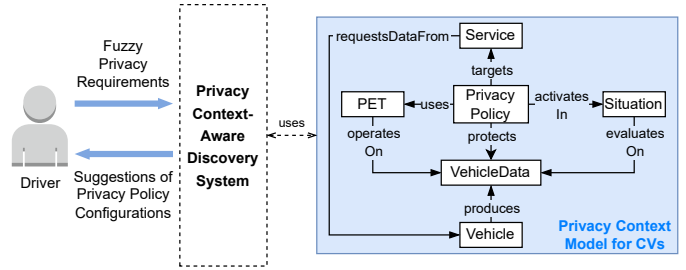 Fuzzy
Privacy
Requirements
Driver
Suggestions of
Privacy Policy
Configurations
Privacy
Context-
Aware
Discovery
System
uses
requestsDataFrom
Service
targets
PET
uses
Privacy
Policy
activates
In
Situation
operates
On
protects
evaluates
On
VehicleData
produces
Vehicle
Privacy Context
Model for CVs